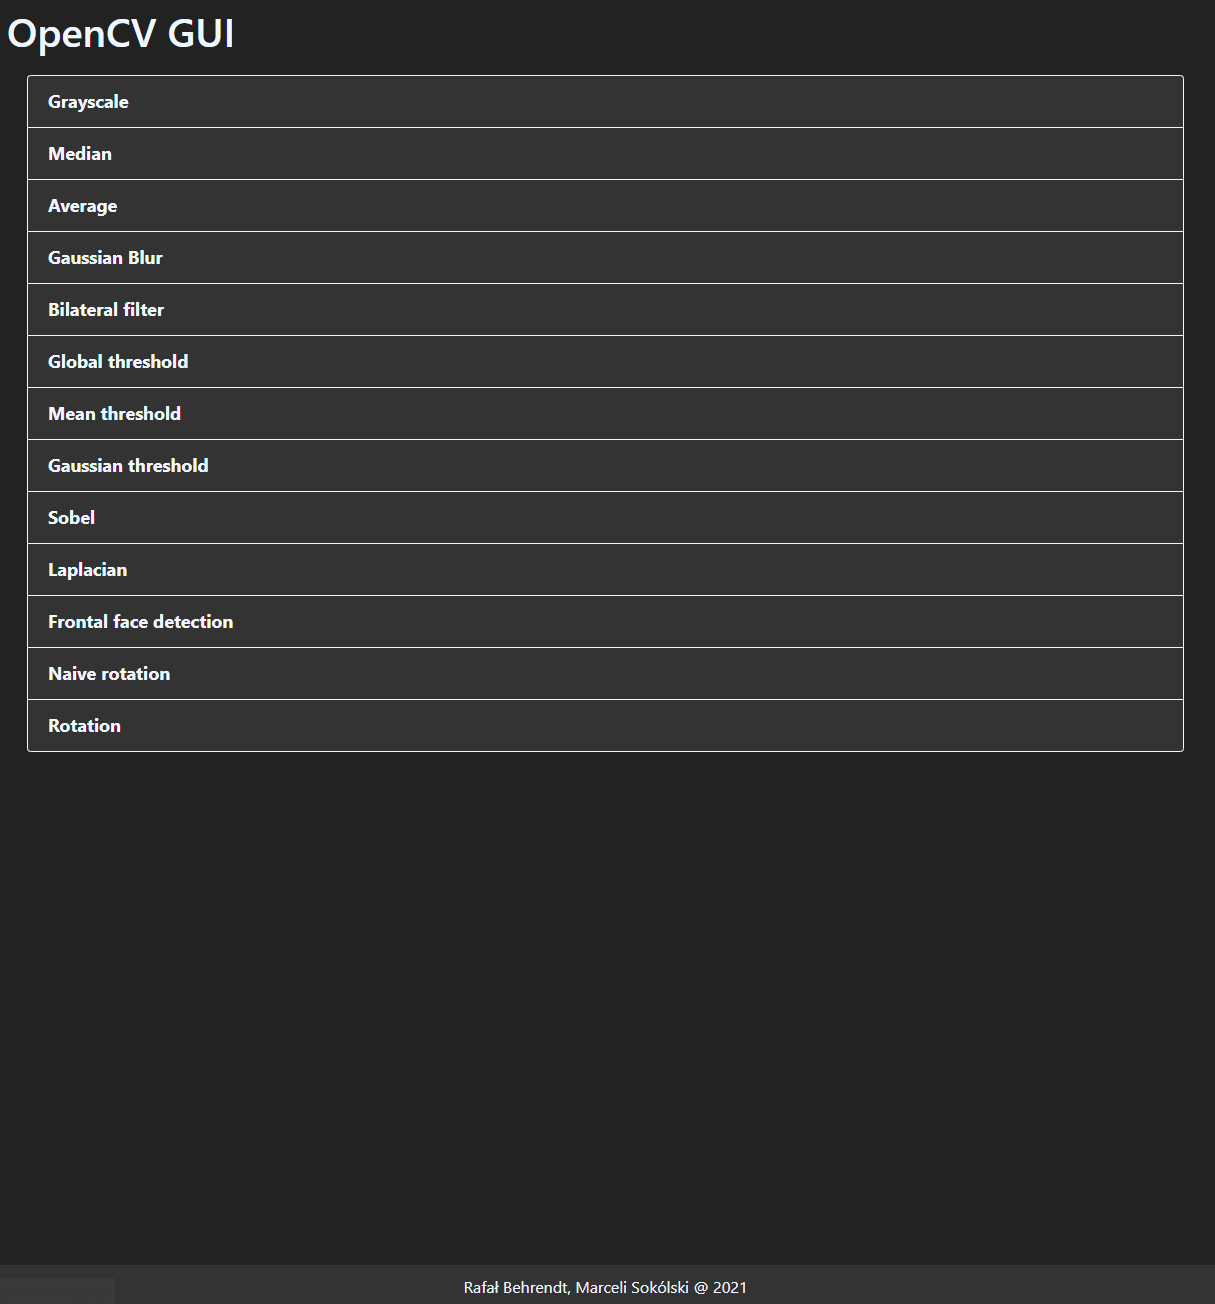 OpenCV GUI
Grayscale
Median
Average
Gaussian Blur
Bilateral filter
Global threshold
Mean threshold
Gaussian threshold
Sobel
Laplacian
Frontal face detection
Naive rotation
Rotation
Rafał Behrendt, Marceli Sokólski @ 2021